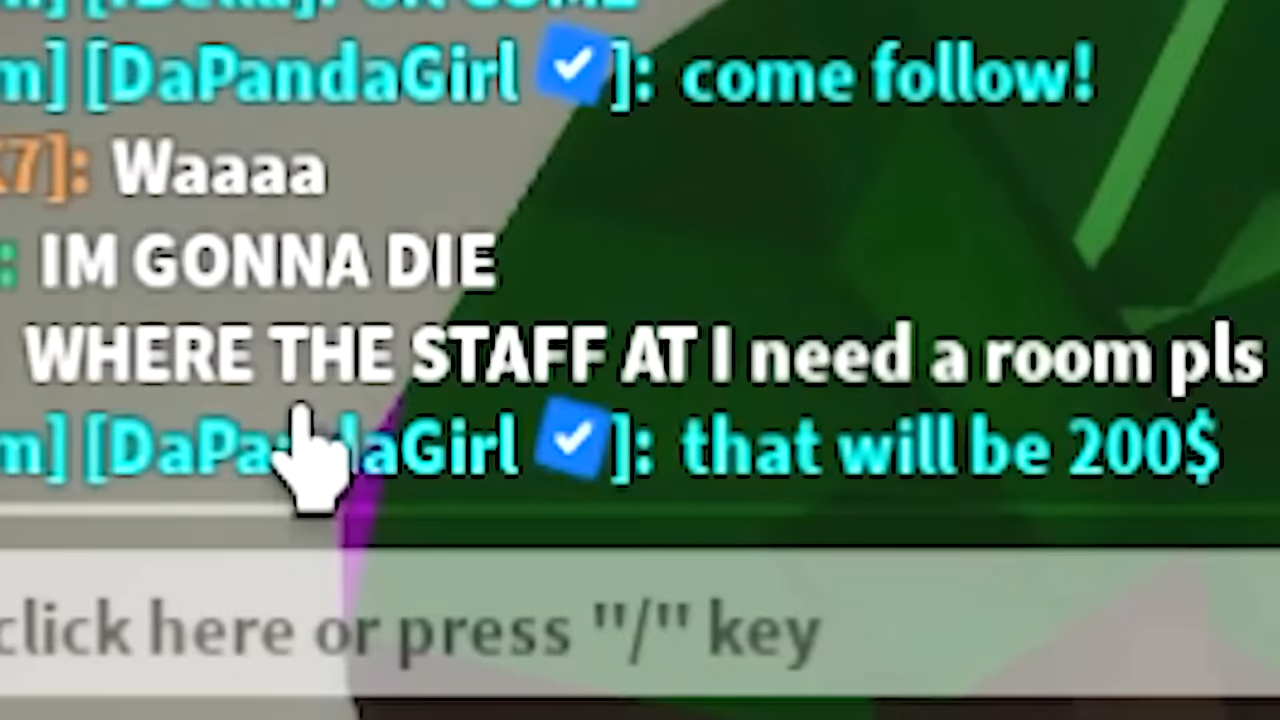 m] [DaPandaGirl ]: come follow!
7]: Waaaa
: IM GONNA DIE
WHERE THE STAFF AT I need a room pls
m] [DaPandaGirl ]: that will be 200$
click here or press "/" key